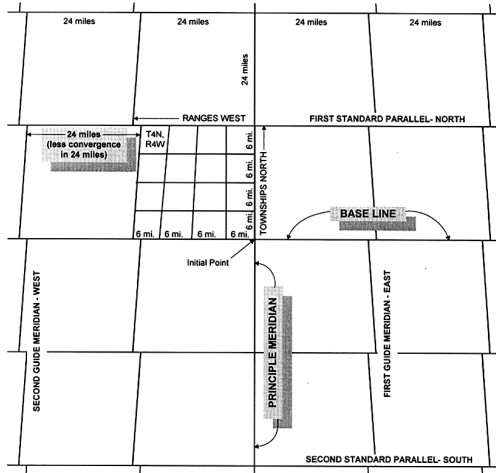 24 miles
24 miles
24 miles
24 miles
24 miles
RANGES WEST
FIRST STANDARD PARALLEL- NORTH
24 miles
(less convergence
in 24 miles)
T4N,
R4W
6 mi.
6 mi.
6 mi.
6 mi.
TOWNSHIPS NORTH
BASE LINE
6 mi.
6 mi.
6 mi.
6 mi.
Initial Point
SECOND GUIDE MERIDIAN - WEST
PRINCIPLE MERIDIAN
FIRST GUIDE MERIDIAN - EAST
SECOND STANDARD PARALLEL- SOUTH